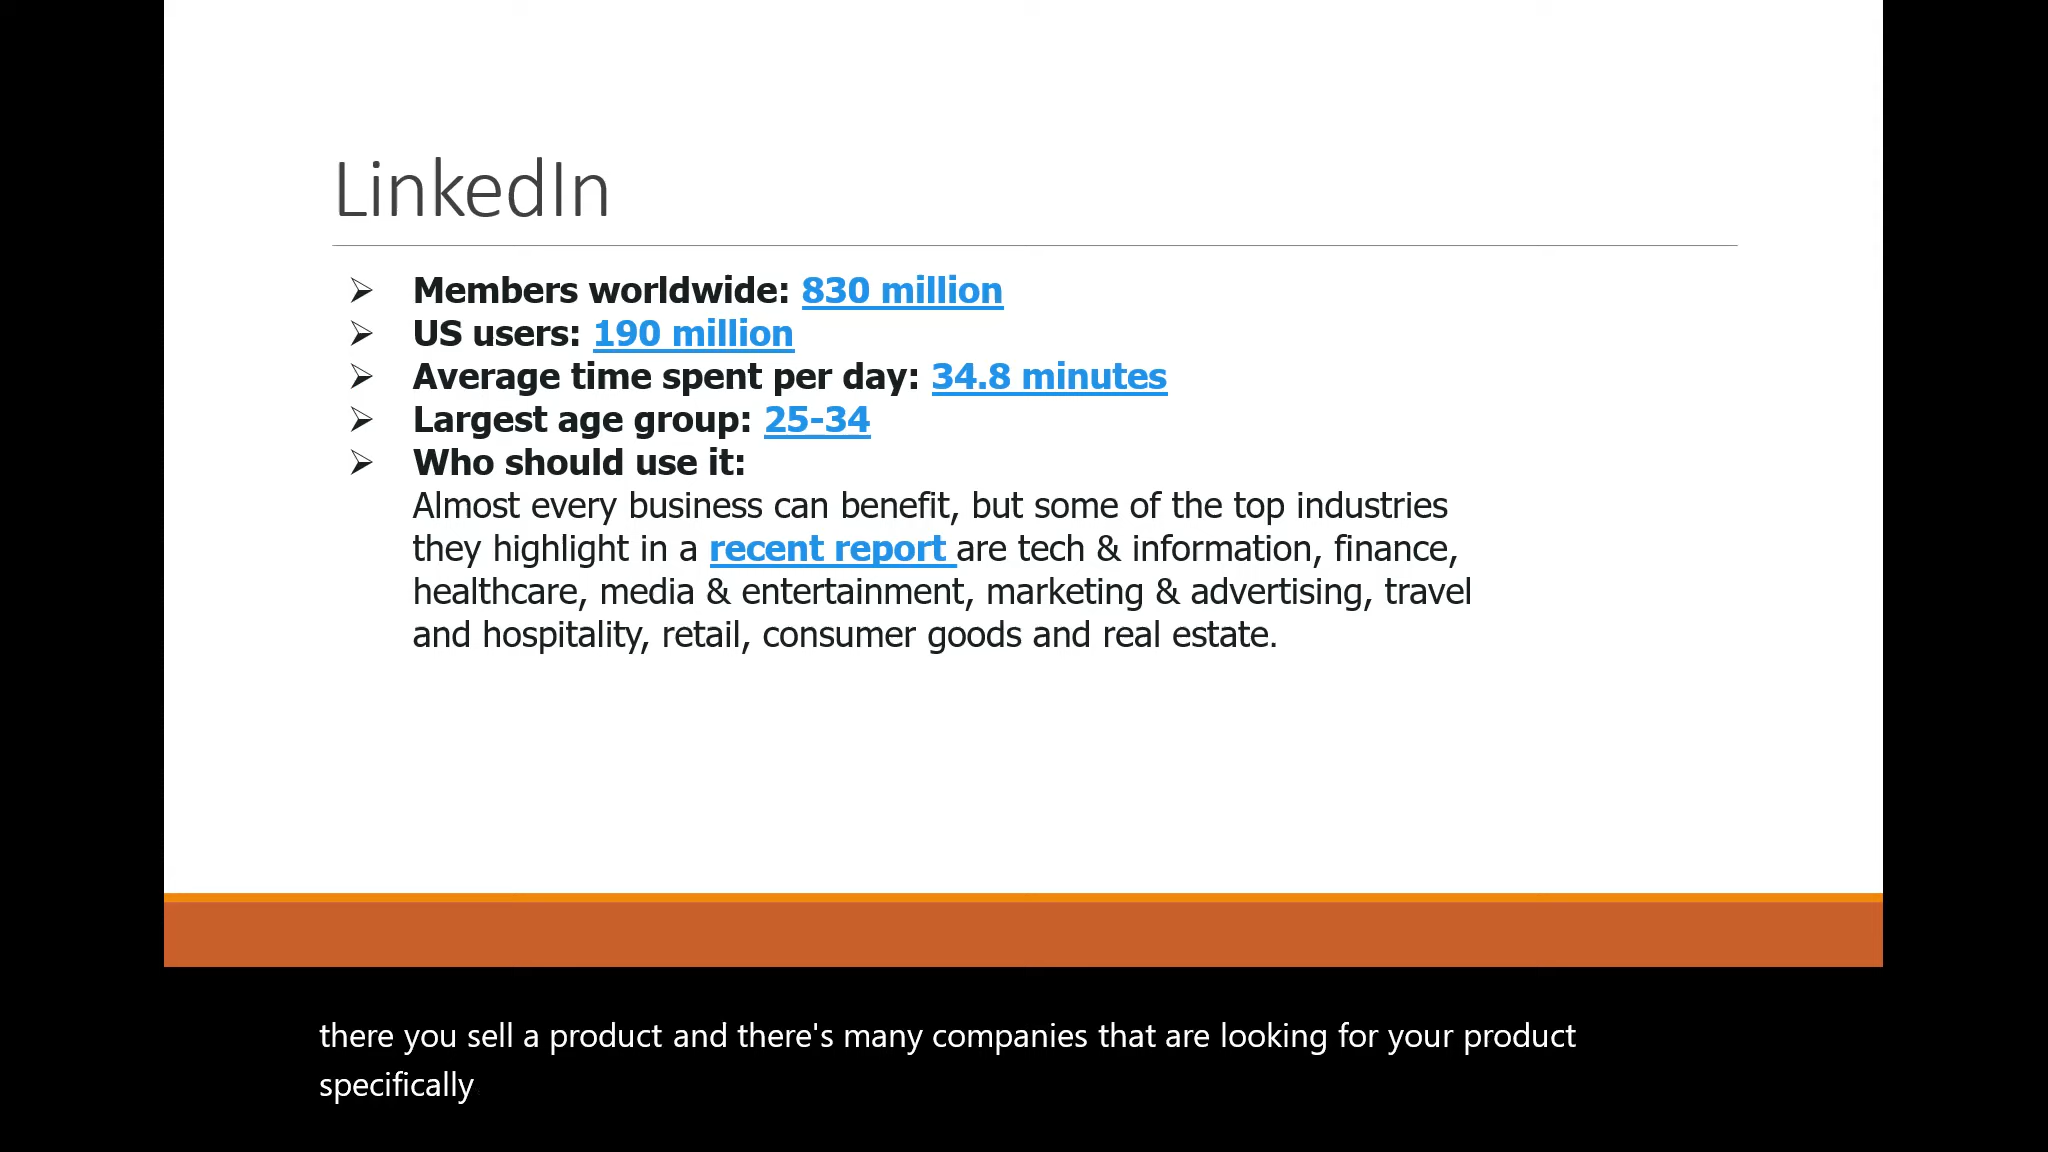 LinkedIn
➢ Members worldwide: 830 million
➢ US users: 190 million
➢ Average time spent per day: 34.8 minutes
➢ Largest age group: 25-34
➢ Who should use it:
Almost every business can benefit, but some of the top industries
they highlight in a recent report are tech & information, finance,
healthcare, media & entertainment, marketing & advertising, travel
and hospitality, retail, consumer goods and real estate.
there you sell a product and there's many companies that are looking for your product
specifically